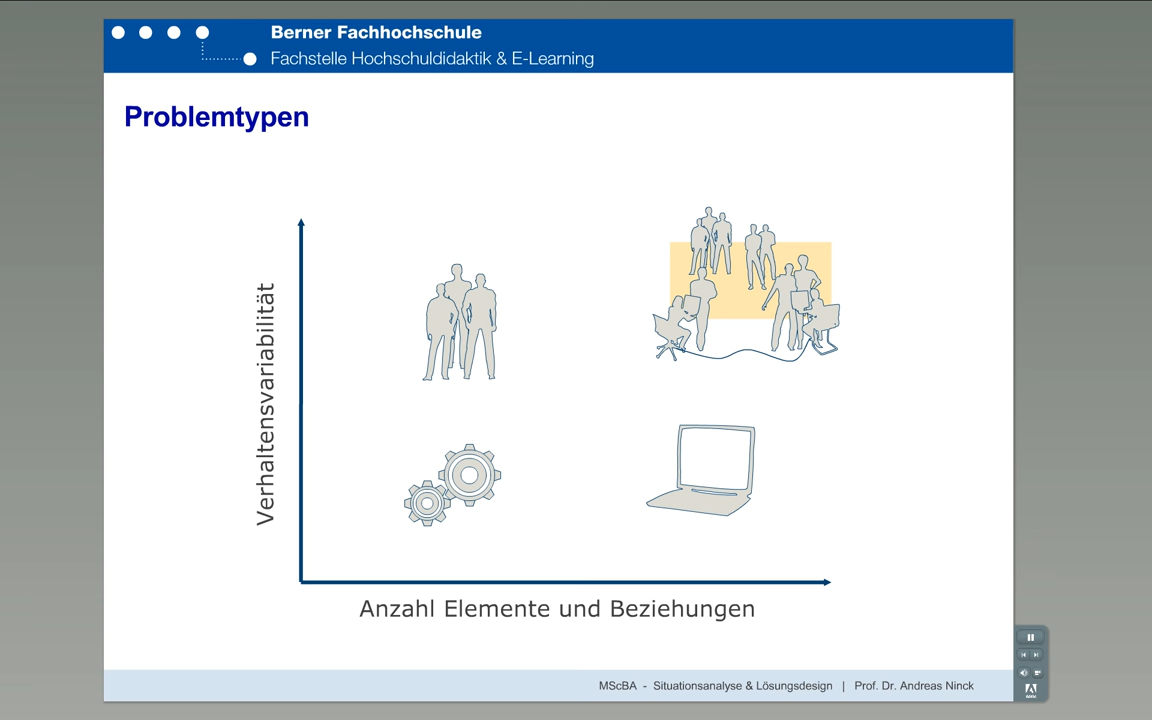 Berner Fachhochschule
Fachstelle Hochschuldidaktik & E-Learning
Problemtypen
Verhaltensvariabilität
Anzahl Elemente und Beziehungen
MScBA - Situationsanalyse & Lösungsdesign | Prof. Dr. Andreas Ninck